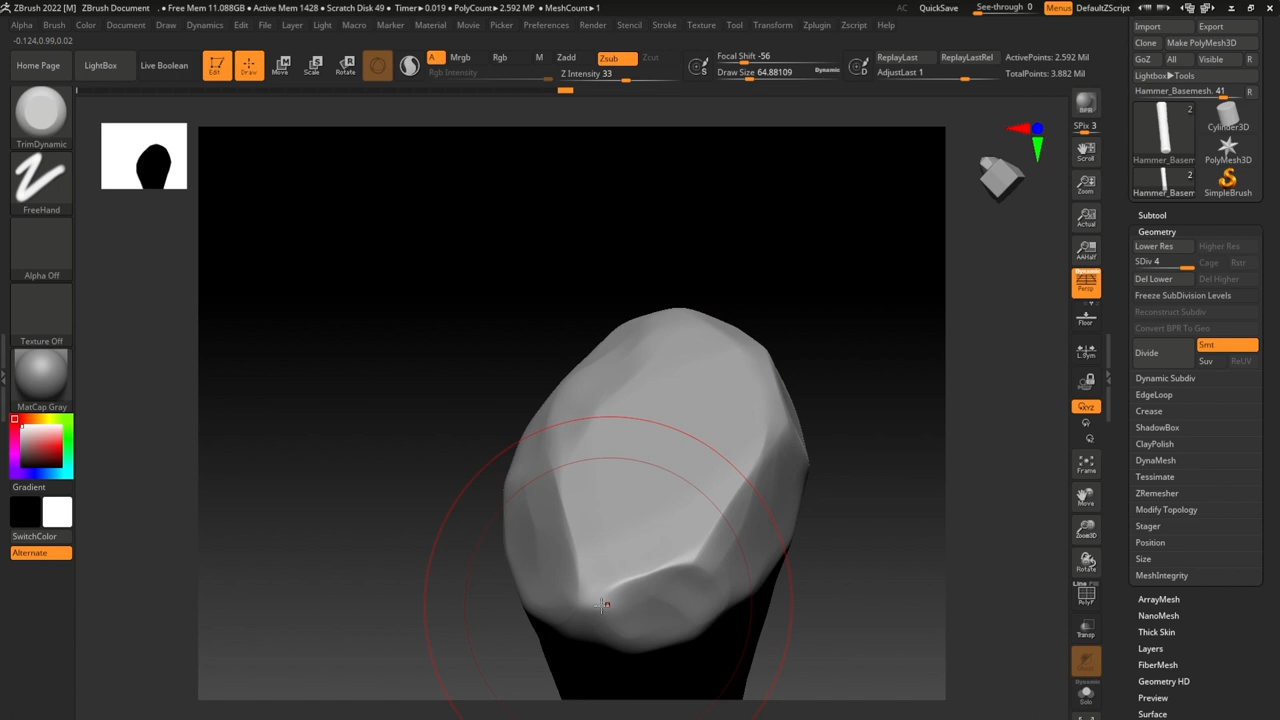 ZBrush 2022 [M] ZBrush Document , • Free Mem 11.088GB • Active Mem 1428 • Scratch Disk 49 • Timer▶0.019 • PolyCount▶2.592 MP • MeshCount▶1 AC QuickSave See-through 0 Menus DefaultZScript
Alpha Brush Color Document Draw Dynamics Edit File Layer Light Macro Marker Material Movie Picker Preferences Render Stencil Stroke Texture Tool Transform Zplugin Zscript Help
-0.124,0.99,0.02
Home Page LightBox Live Boolean Edit Draw Move Scale Rotate
A Mrgb Rgb M Zadd Zsub Zcut
Rgb Intensity Z Intensity 33
Focal Shift -56
Draw Size 64.88109 Dynamic
ReplayLast ReplayLastRel
AdjustLast 1
ActivePoints: 2.592 Mil
TotalPoints: 3.882 Mil
TrimDynamic
FreeHand
Alpha Off
Texture Off
MatCap Gray
Gradient
SwitchColor
Alternate
BPR
SPix 3
Scroll
Zoom
Actual
AAHalf
Dynamic
Persp
Floor
L.Sym
XYZ
Frame
Move
Zoom3D
Rotate
Line Fill
PolyF
Transp
Dynamic
Solo
Import Export
Clone Make PolyMesh3D
GoZ All Visible R
Lightbox▶Tools
Hammer_Basemesh. 41 R
2
Cylinder3D
Hammer_Basem PolyMesh3D
2
Hammer_Basem SimpleBrush
Subtool
Geometry
Lower Res Higher Res
SDiv 4 Cage Rstr
Del Lower Del Higher
Freeze SubDivision Levels
Reconstruct Subdiv
Convert BPR To Geo
Divide Smt
Suv ReUV
Dynamic Subdiv
EdgeLoop
Crease
ShadowBox
ClayPolish
DynaMesh
Tessimate
ZRemesher
Modify Topology
Stager
Position
Size
MeshIntegrity
ArrayMesh
NanoMesh
Thick Skin
Layers
FiberMesh
Geometry HD
Preview
Surface